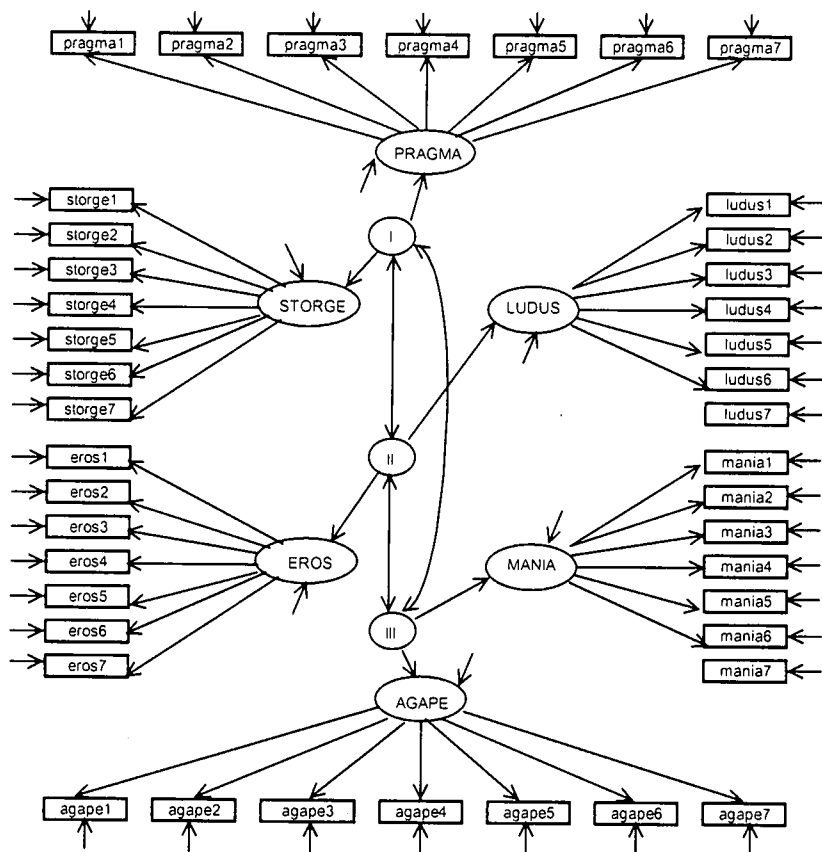 pragma1 pragma2 pragma3 pragma4 pragma5 pragma6 pragma7
PRAGMA
storge1
storge2
storge3
storge4
storge5
storge6
storge7
STORGE
I
LUDUS
ludus1
ludus2
ludus3
ludus4
ludus5
ludus6
ludus7
II
eros1
eros2
eros3
eros4
eros5
eros6
eros7
EROS
MANIA
mania1
mania2
mania3
mania4
mania5
mania6
mania7
III
AGAPE
agape1 agape2 agape3 agape4 agape5 agape6 agape7